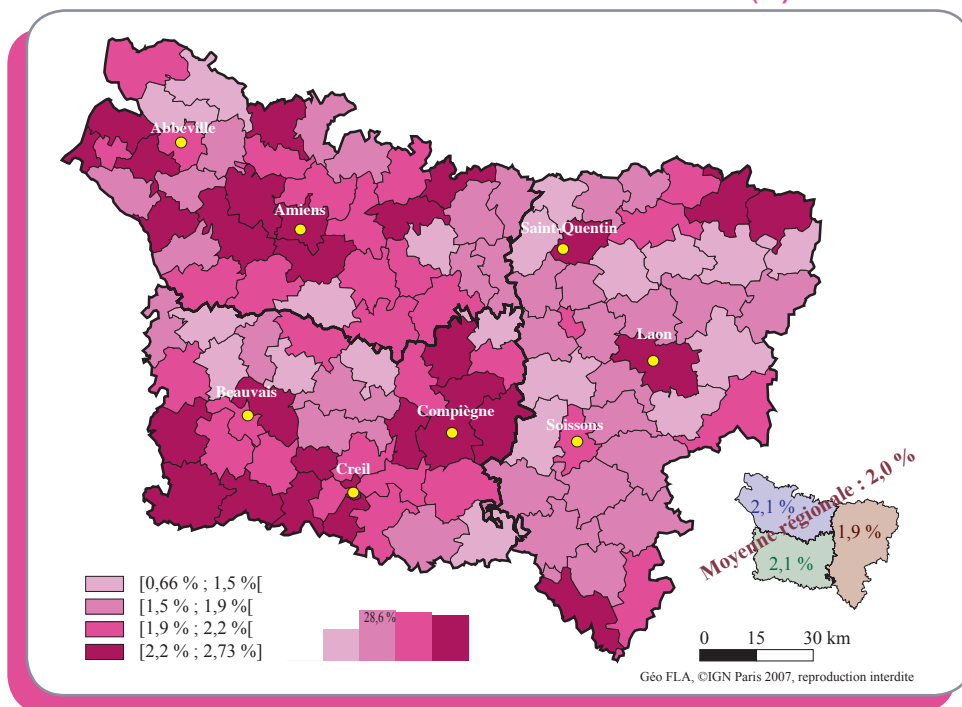 Abbeville
Amiens
Saint-Quentin
Laon
Beauvais
Compiègne
Soissons
Creil
Moyenne régionale : 2,0 %
2,1 %
1,9 %
2,1 %
[0,66 % ; 1,5 %[
[1,5 % ; 1,9 %[
[1,9 % ; 2,2 %[
[2,2 % ; 2,73 %]
28,6 %
0 15 30 km
Géo FLA, ©IGN Paris 2007, reproduction interdite